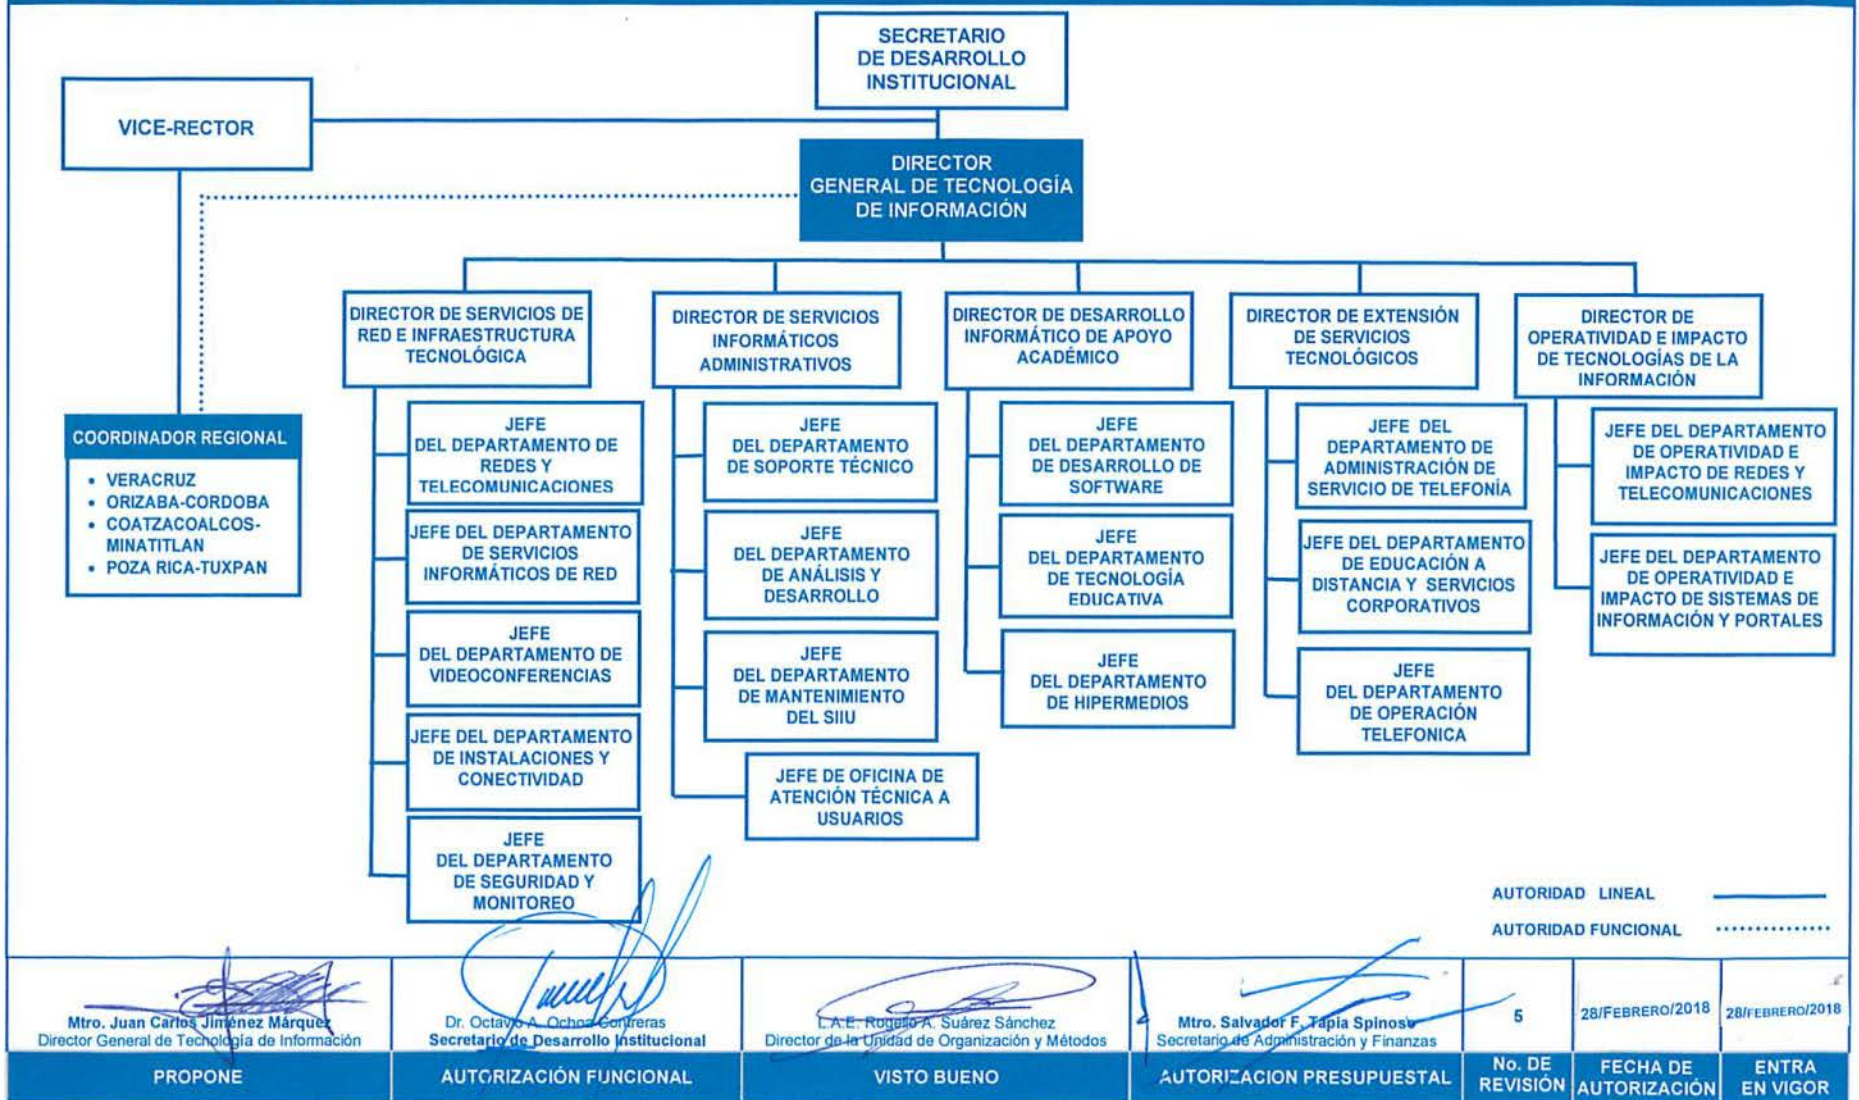 SECRETARIO
DE DESARROLLO
INSTITUCIONAL
VICE-RECTOR
DIRECTOR
GENERAL DE TECNOLOGÍA
DE INFORMACIÓN
COORDINADOR REGIONAL
• VERACRUZ
• ORIZABA-CORDOBA
• COATZACOALCOS-
MINATITLAN
• POZA RICA-TUXPAN
DIRECTOR DE SERVICIOS DE
RED E INFRAESTRUCTURA
TECNOLÓGICA
JEFE
DEL DEPARTAMENTO DE
REDES Y
TELECOMUNICACIONES
JEFE DEL DEPARTAMENTO
DE SERVICIOS
INFORMÁTICOS DE RED
JEFE
DEL DEPARTAMENTO DE
VIDEOCONFERENCIAS
JEFE DEL DEPARTAMENTO
DE INSTALACIONES Y
CONECTIVIDAD
JEFE
DEL DEPARTAMENTO
DE SEGURIDAD Y
MONITOREO
DIRECTOR DE SERVICIOS
INFORMÁTICOS
ADMINISTRATIVOS
JEFE
DEL DEPARTAMENTO
DE SOPORTE TÉCNICO
JEFE
DEL DEPARTAMENTO
DE ANÁLISIS Y
DESARROLLO
JEFE
DEL DEPARTAMENTO
DE MANTENIMIENTO
DEL SIIU
JEFE DE OFICINA DE
ATENCIÓN TÉCNICA A
USUARIOS
DIRECTOR DE DESARROLLO
INFORMÁTICO DE APOYO
ACADÉMICO
JEFE
DEL DEPARTAMENTO
DE DESARROLLO DE
SOFTWARE
JEFE
DEL DEPARTAMENTO
DE TECNOLOGÍA
EDUCATIVA
JEFE
DEL DEPARTAMENTO
DE HIPERMEDIOS
DIRECTOR DE EXTENSIÓN
DE SERVICIOS
TECNOLÓGICOS
JEFE DEL
DEPARTAMENTO DE
ADMINISTRACIÓN DE
SERVICIO DE TELEFONÍA
JEFE DEL DEPARTAMENTO
DE EDUCACIÓN A
DISTANCIA Y SERVICIOS
CORPORATIVOS
JEFE
DEL DEPARTAMENTO
DE OPERACIÓN
TELEFONICA
DIRECTOR DE
OPERATIVIDAD E IMPACTO
DE TECNOLOGÍAS DE LA
INFORMACIÓN
JEFE DEL DEPARTAMENTO
DE OPERATIVIDAD E
IMPACTO DE REDES Y
TELECOMUNICACIONES
JEFE DEL DEPARTAMENTO
DE OPERATIVIDAD E
IMPACTO DE SISTEMAS DE
INFORMACIÓN Y PORTALES
AUTORIDAD LINEAL
AUTORIDAD FUNCIONAL
Mtro. Juan Carlos Jiménez Márquez
Director General de Tecnología de Información
PROPONE
Dr. Octavio A. Ochoa Contreras
Secretario de Desarrollo Institucional
AUTORIZACIÓN FUNCIONAL
L.A.E. Rogelio A. Suárez Sánchez
Director de la Unidad de Organización y Métodos
VISTO BUENO
Mtro. Salvador F. Tapia Spinoso
Secretario de Administración y Finanzas
AUTORIZACION PRESUPUESTAL
5
No. DE
REVISIÓN
28/FEBRERO/2018
FECHA DE
AUTORIZACIÓN
28/FEBRERO/2018
ENTRA
EN VIGOR